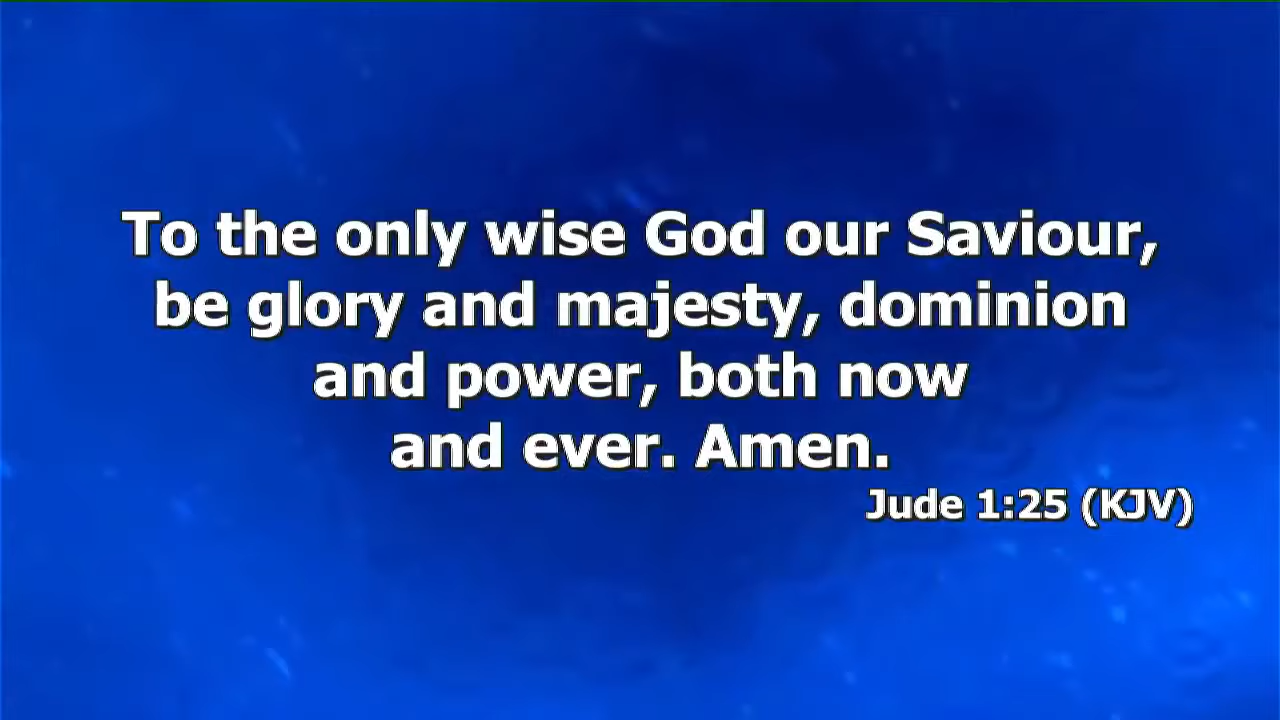 To the only wise God our Saviour,
be glory and majesty, dominion
and power, both now
and ever. Amen.
Jude 1:25 (KJV)